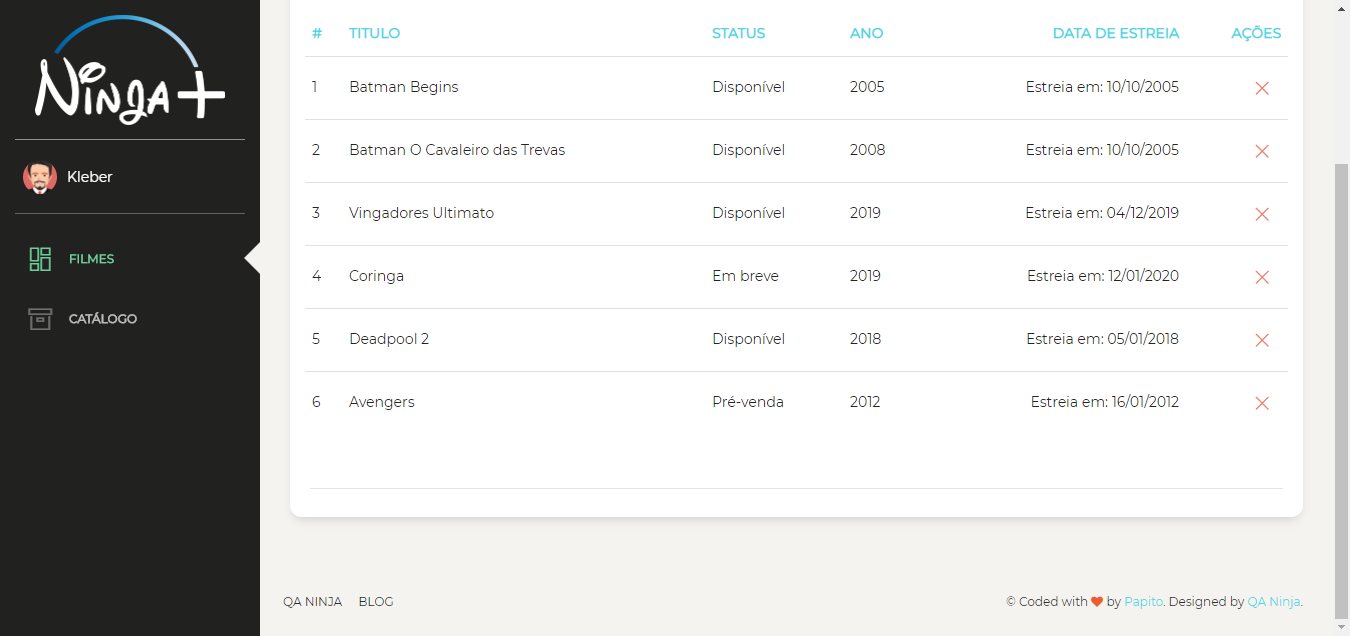 Ninja+
Kleber
FILMES
CATÁLOGO
# TITULO STATUS ANO DATA DE ESTREIA AÇÕES
1 Batman Begins Disponível 2005 Estreia em: 10/10/2005
2 Batman O Cavaleiro das Trevas Disponível 2008 Estreia em: 10/10/2005
3 Vingadores Ultimato Disponível 2019 Estreia em: 04/12/2019
4 Coringa Em breve 2019 Estreia em: 12/01/2020
5 Deadpool 2 Disponível 2018 Estreia em: 05/01/2018
6 Avengers Pré-venda 2012 Estreia em: 16/01/2012
QA NINJA BLOG
© Coded with ❤ by Papito. Designed by QA Ninja.